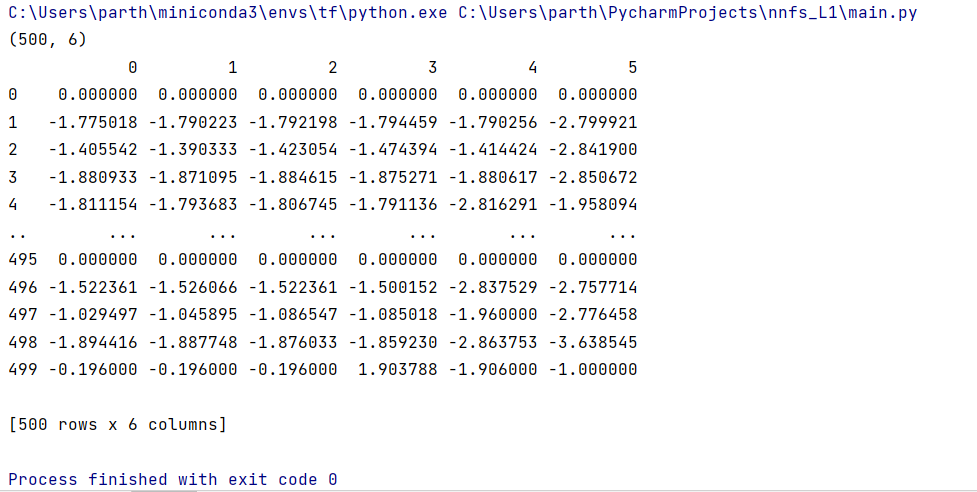 C:\Users\parth\miniconda3\envs\tf\python.exe C:\Users\parth\PycharmProjects\nnfs_L1\main.py
(500, 6)
            0         1         2         3         4         5
0    0.000000  0.000000  0.000000  0.000000  0.000000  0.000000
1   -1.775018 -1.790223 -1.792198 -1.794459 -1.790256 -2.799921
2   -1.405542 -1.390333 -1.423054 -1.474394 -1.414424 -2.841900
3   -1.880933 -1.871095 -1.884615 -1.875271 -1.880617 -2.850672
4   -1.811154 -1.793683 -1.806745 -1.791136 -2.816291 -1.958094
..        ...       ...       ...       ...       ...       ...
495  0.000000  0.000000  0.000000  0.000000  0.000000  0.000000
496 -1.522361 -1.526066 -1.522361 -1.500152 -2.837529 -2.757714
497 -1.029497 -1.045895 -1.086547 -1.085018 -1.960000 -2.776458
498 -1.894416 -1.887748 -1.876033 -1.859230 -2.863753 -3.638545
499 -0.196000 -0.196000 -0.196000  1.903788 -1.906000 -1.000000
[500 rows x 6 columns]
Process finished with exit code 0